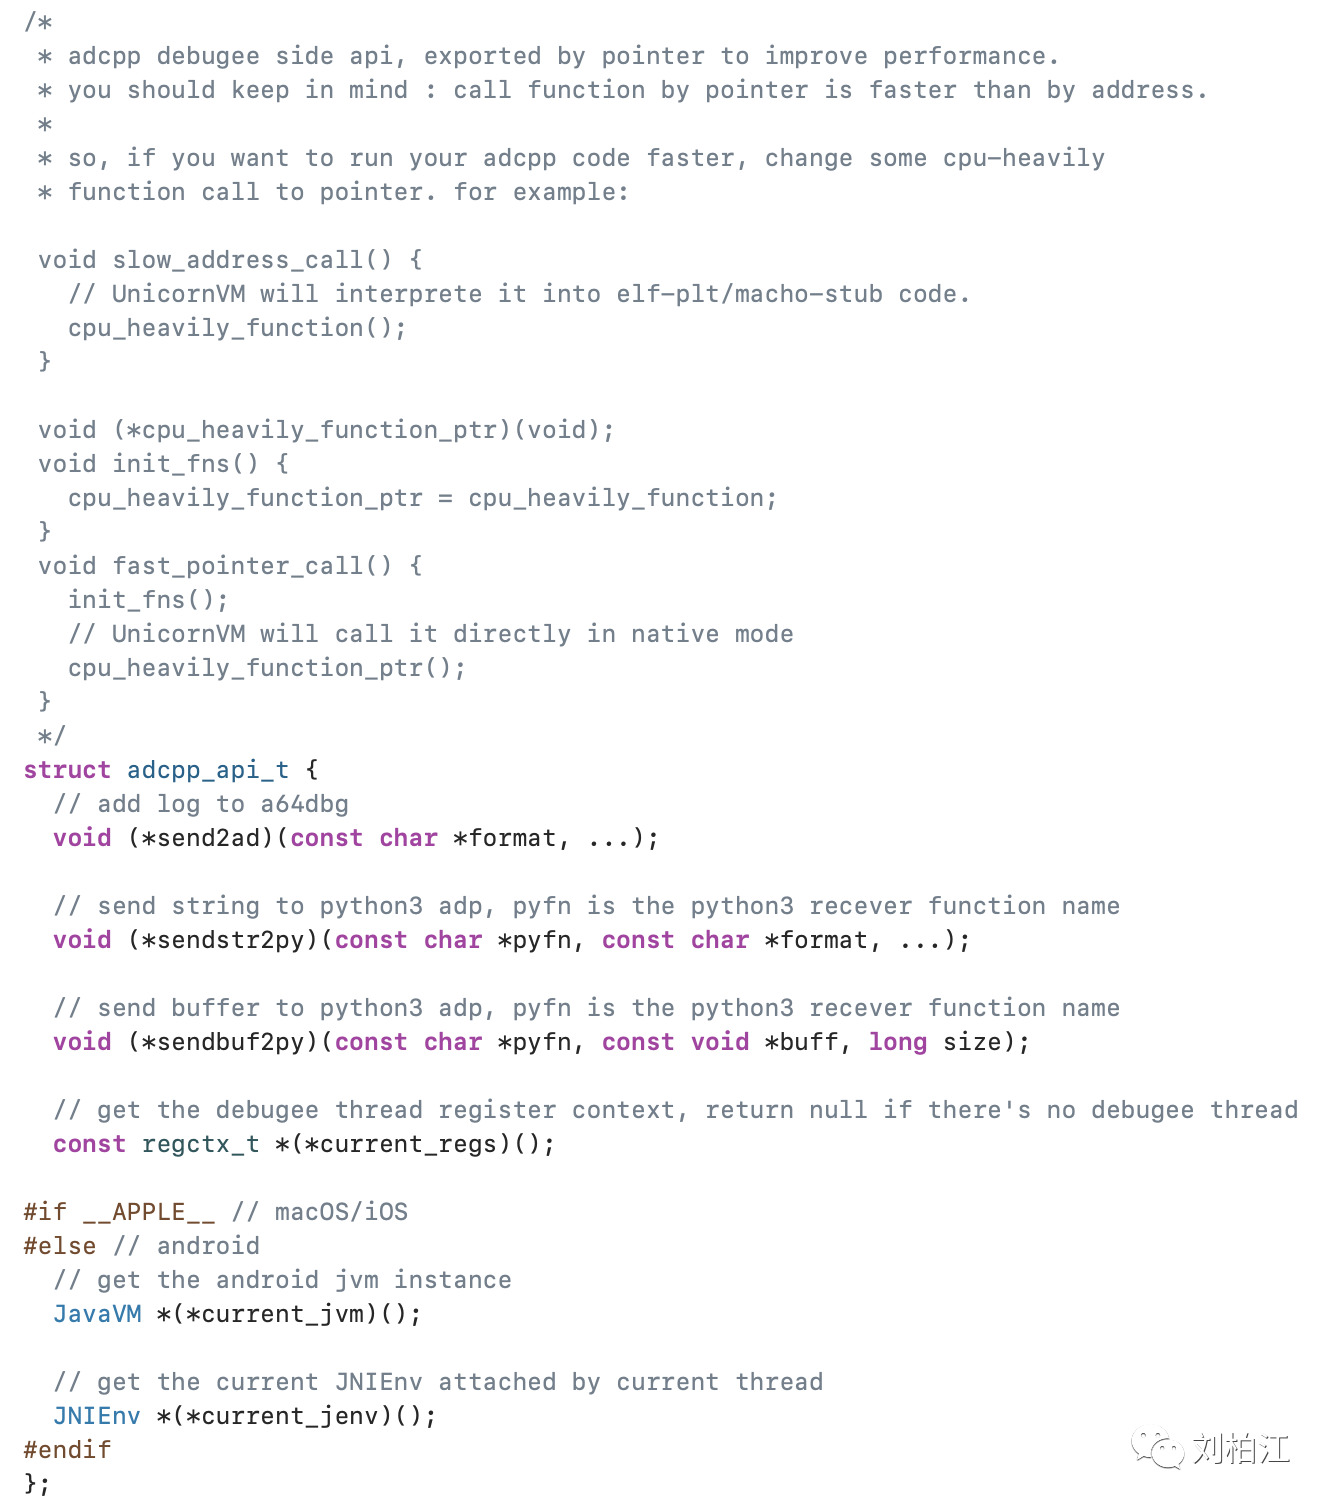 /*
 * adcpp debugee side api, exported by pointer to improve performance.
 * you should keep in mind : call function by pointer is faster than by address.
 *
 * so, if you want to run your adcpp code faster, change some cpu-heavily
 * function call to pointer. for example:

 void slow_address_call() {
   // UnicornVM will interprete it into elf-plt/macho-stub code.
   cpu_heavily_function();
 }

 void (*cpu_heavily_function_ptr)(void);
 void init_fns() {
   cpu_heavily_function_ptr = cpu_heavily_function;
 }
 void fast_pointer_call() {
   init_fns();
   // UnicornVM will call it directly in native mode
   cpu_heavily_function_ptr();
 }
 */
struct adcpp_api_t {
  // add log to a64dbg
  void (*send2ad)(const char *format, ...);

  // send string to python3 adp, pyfn is the python3 recever function name
  void (*sendstr2py)(const char *pyfn, const char *format, ...);

  // send buffer to python3 adp, pyfn is the python3 recever function name
  void (*sendbuf2py)(const char *pyfn, const void *buff, long size);

  // get the debugee thread register context, return null if there's no debugee thread
  const regctx_t *(*current_regs)();

#if __APPLE__ // macOS/iOS
#else // android
  // get the android jvm instance
  JavaVM *(*current_jvm)();

  // get the current JNIEnv attached by current thread
  JNIEnv *(*current_jenv)();
#endif
};
刘柏江